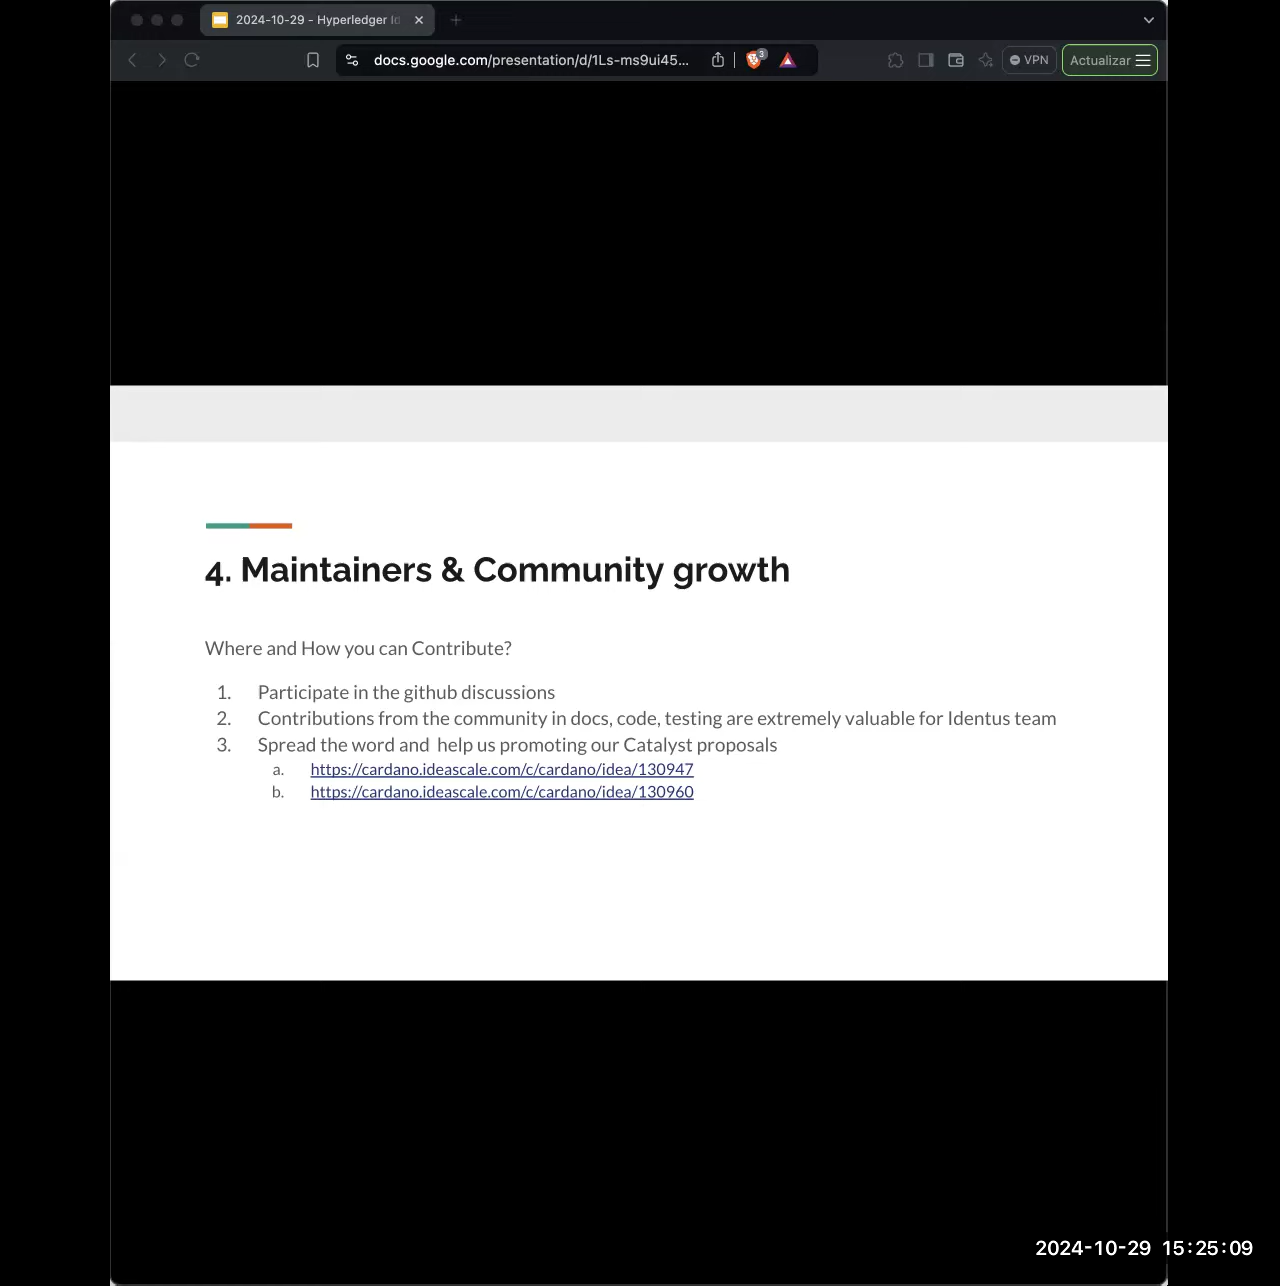 2024-10-29 - Hyperledger Id
docs.google.com/presentation/d/1Ls-ms9ui45...
3
VPN
Actualizar
4. Maintainers & Community growth
Where and How you can Contribute?
1. Participate in the github discussions
2. Contributions from the community in docs, code, testing are extremely valuable for Identus team
3. Spread the word and help us promoting our Catalyst proposals
a. https://cardano.ideascale.com/c/cardano/idea/130947
b. https://cardano.ideascale.com/c/cardano/idea/130960
2024-10-29 15:25:09